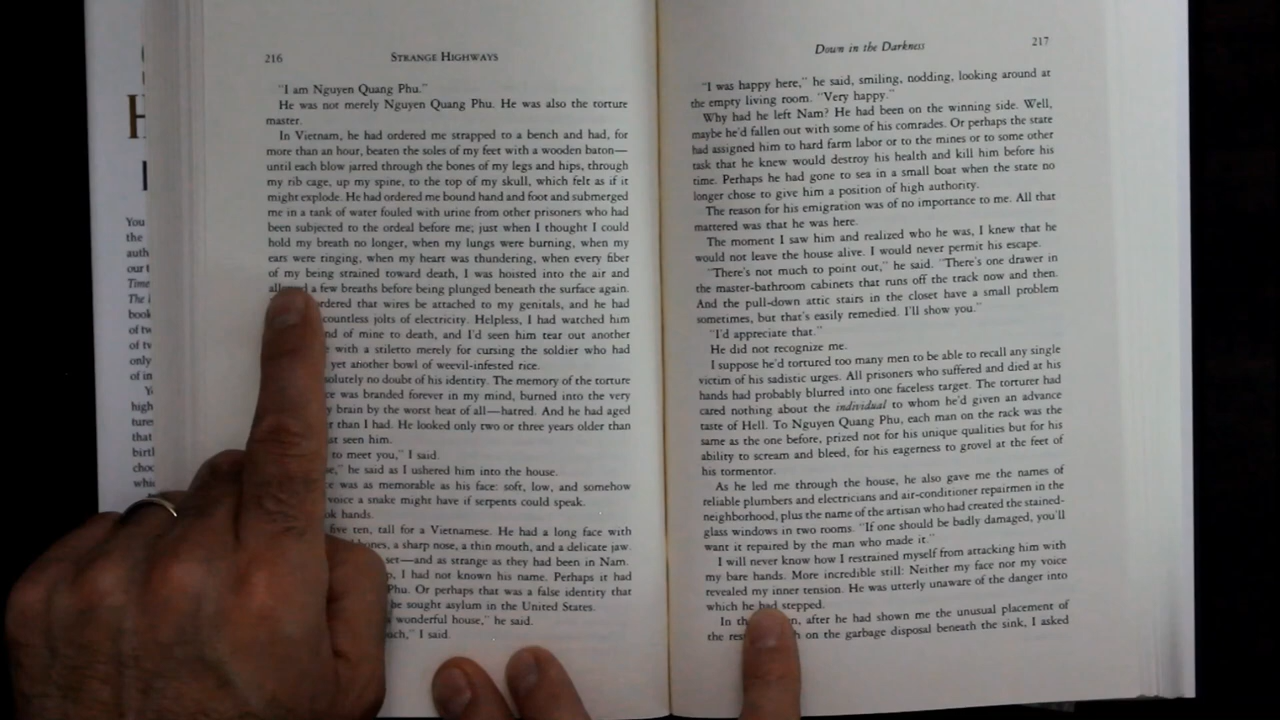 216
STRANGE HIGHWAYS
"I am Nguyen Quang Phu."
He was not merely Nguyen Quang Phu. He was also the torture
master.
In Vietnam, he had ordered me strapped to a bench and had, for
more than an hour, beaten the soles of my feet with a wooden baton—
until each blow jarred through the bones of my legs and hips, through
my rib cage, up my spine, to the top of my skull, which felt as if it
might explode. He had ordered me bound hand and foot and submerged
me in a tank of water fouled with urine from other prisoners who had
been subjected to the ordeal before me; just when I thought I could
hold my breath no longer, when my lungs were burning, when my
ears were ringing, when my heart was thundering, when every fiber
of my being strained toward death, I was hoisted into the air and
a few breaths before being plunged beneath the surface again.
ordered that wires be attached to my genitals, and he had
countless jolts of electricity. Helpless, I had watched him
of mine to death, and I'd seen him tear out another
with a stiletto merely for cursing the soldier who had
yet another bowl of weevil-infested rice.
no doubt of his identity. The memory of the torture
was branded forever in my mind, burned into the very
brain by the worst heat of all—hatred. And he had aged
than I had. He looked only two or three years older than
seen him.
to meet you," I said.
he said as I ushered him into the house.
was as memorable as his face: soft, low, and somehow
voice a snake might have if serpents could speak.
hands.
five ten, tall for a Vietnamese. He had a long face with
a sharp nose, a thin mouth, and a delicate jaw.
set—and as strange as they had been in Nam.
I had not known his name. Perhaps it had
Phu. Or perhaps that was a false identity that
he sought asylum in the United States.
wonderful house," he said.
I said.
Down in the Darkness
217
"I was happy here," he said, smiling, nodding, looking around at
the empty living room. "Very happy."
Why had he left Nam? He had been on the winning side. Well,
maybe he'd fallen out with some of his comrades. Or perhaps the state
had assigned him to hard farm labor or to the mines or to some other
task that he knew would destroy his health and kill him before his
time. Perhaps he had gone to sea in a small boat when the state no
longer chose to give him a position of high authority.
The reason for his emigration was of no importance to me. All that
mattered was that he was here.
The moment I saw him and realized who he was, I knew that he
would not leave the house alive. I would never permit his escape.
"There's not much to point out," he said. "There's one drawer in
the master-bathroom cabinets that runs off the track now and then.
And the pull-down attic stairs in the closet have a small problem
sometimes, but that's easily remedied. I'll show you."
"I'd appreciate that."
He did not recognize me.
I suppose he'd tortured too many men to be able to recall any single
victim of his sadistic urges. All prisoners who suffered and died at his
hands had probably blurred into one faceless target. The torturer had
cared nothing about the individual to whom he'd given an advance
taste of Hell. To Nguyen Quang Phu, each man on the rack was the
same as the one before, prized not for his unique qualities but for his
ability to scream and bleed, for his eagerness to grovel at the feet of
his tormentor.
As he led me through the house, he also gave me the names of
reliable plumbers and electricians and air-conditioner repairmen in the
neighborhood, plus the name of the artisan who had created the stained-
glass windows in two rooms. "If one should be badly damaged, you'll
want it repaired by the man who made it."
I will never know how I restrained myself from attacking him with
my bare hands. More incredible still: Neither my face nor my voice
revealed my inner tension. He was utterly unaware of the danger into
which he had stepped.
In after he had shown me the unusual placement of
the on the garbage disposal beneath the sink, I asked
You
the
auth
our
Time
The
book
of tw
of tv
only
of in
high
ture
that
birtl
choo
whic